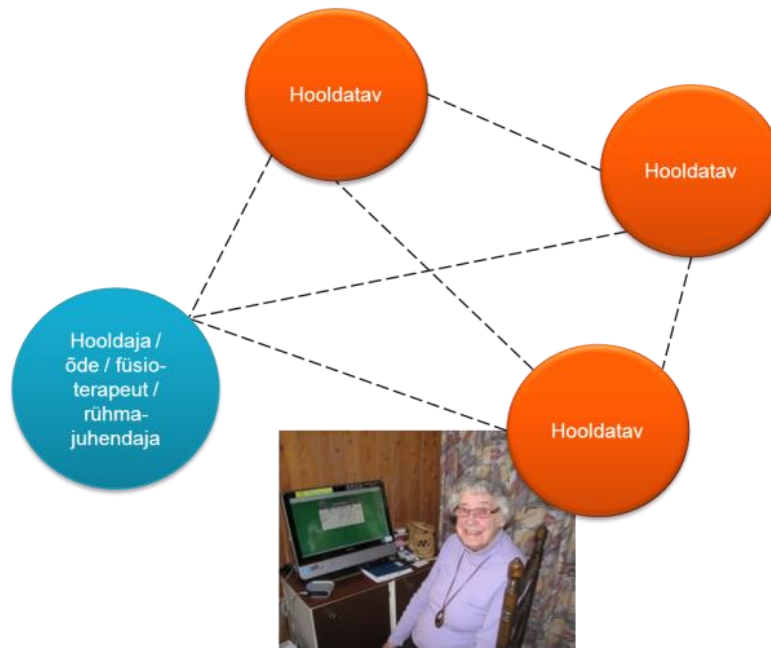 Hooldatav
Hooldatav
Hooldaja /
õde / füsio-
terapeut /
rühma-
juhendaja
Hooldatav